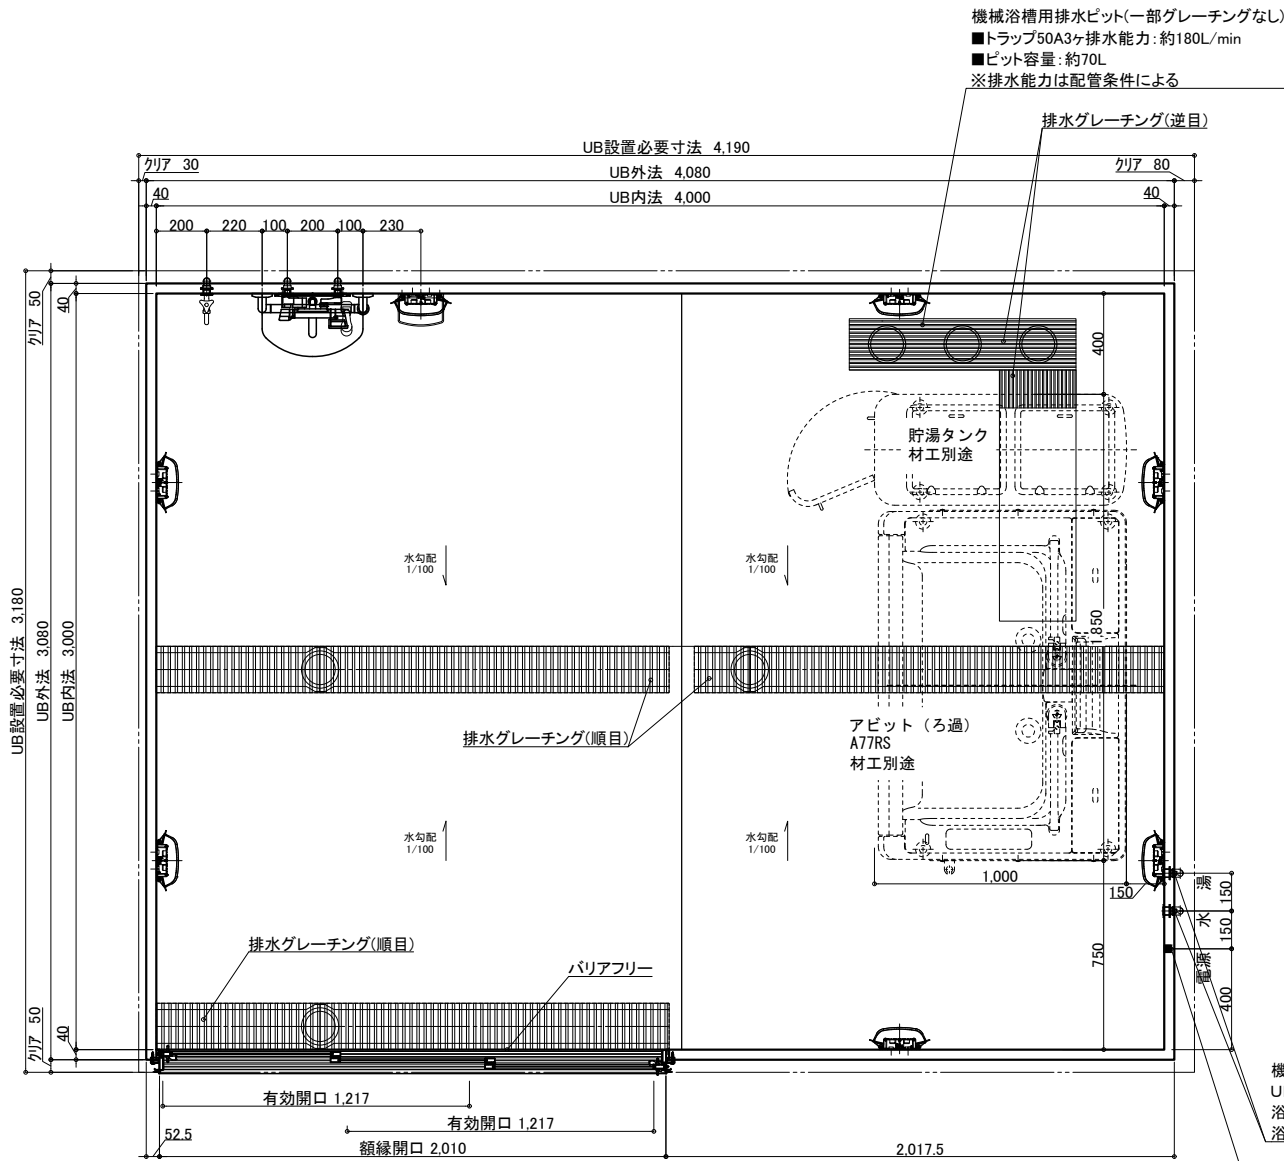 機械浴槽用排水ピット(一部グレーチングなし)
■トラップ50A3ヶ排水能力:約180L/min
■ピット容量:約70L
※排水能力は配管条件による
排水グレーチング(逆目)
UB設置必要寸法 4,190
クリア 30
UB外法 4,080
クリア 80
40
UB内法 4,000
40
200
220
100
200
100
230
クリア 50
40
400
貯湯タンク
材工別途
水勾配
1/100
水勾配
1/100
UB設置必要寸法 3,180
UB外法 3,080
UB内法 3,000
1,850
排水グレーチング(順目)
アビット(ろ過)
A77RS
材工別途
水勾配
1/100
水勾配
1/100
1,000
150
湯
150
水
150
電源
400
750
排水グレーチング(順目)
バリアフリー
クリア 50
40
有効開口 1,217
有効開口 1,217
52.5
額縁開口 2,010
2,017.5
機
U
浴
浴